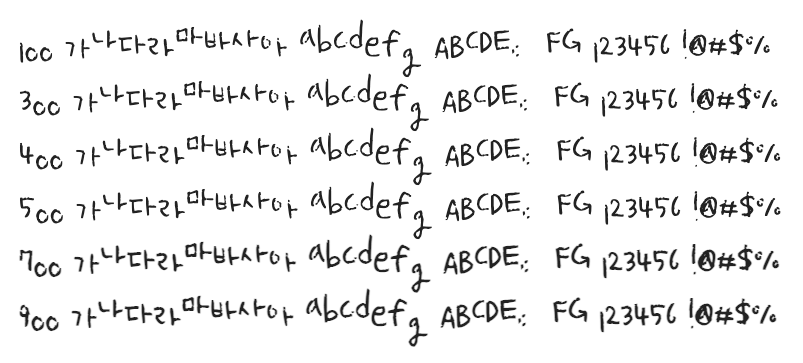 100 가나다라마바사아 abcdefg ABCDE.: FG 123456 !@#$%
300 가나다라마바사아 abcdefg ABCDE.: FG 123456 !@#$%
400 가나다라마바사아 abcdefg ABCDE.: FG 123456 !@#$%
500 가나다라마바사아 abcdefg ABCDE.: FG 123456 !@#$%
700 가나다라마바사아 abcdefg ABCDE.: FG 123456 !@#$%
900 가나다라마바사아 abcdefg ABCDE.: FG 123456 !@#$%